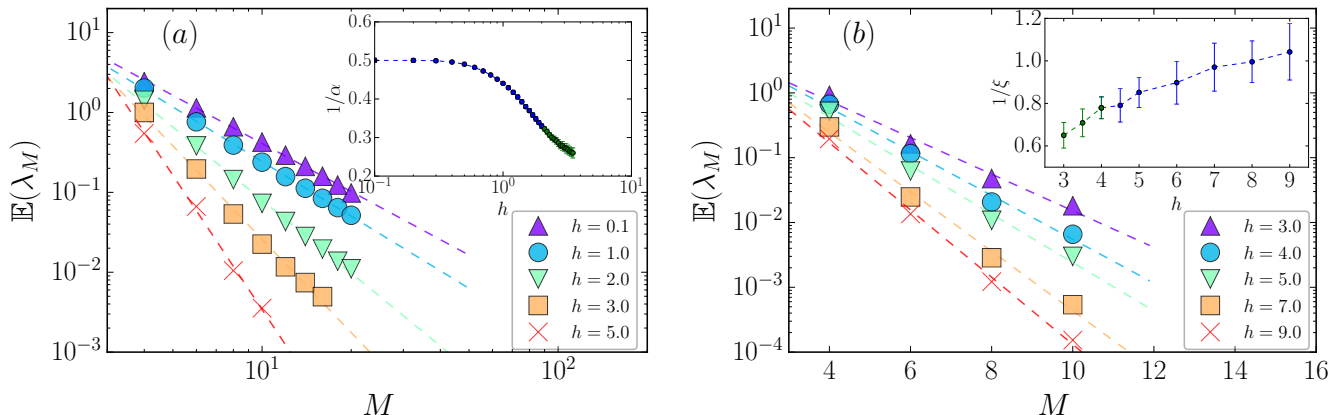 (a)
𝔼(λ_M)
10^1
10^0
10^{-1}
10^{-2}
10^{-3}
10^1
10^2
M
1/α
0.6
0.5
0.4
0.3
0.2
10^{-1}
10^0
10^1
h
h = 0.1
h = 1.0
h = 2.0
h = 3.0
h = 5.0
(b)
𝔼(λ_M)
10^1
10^0
10^{-1}
10^{-2}
10^{-3}
10^{-4}
4
6
8
10
12
14
16
M
1/ξ
1.2
1.0
0.8
0.6
3
4
5
6
7
8
9
h
h = 3.0
h = 4.0
h = 5.0
h = 7.0
h = 9.0